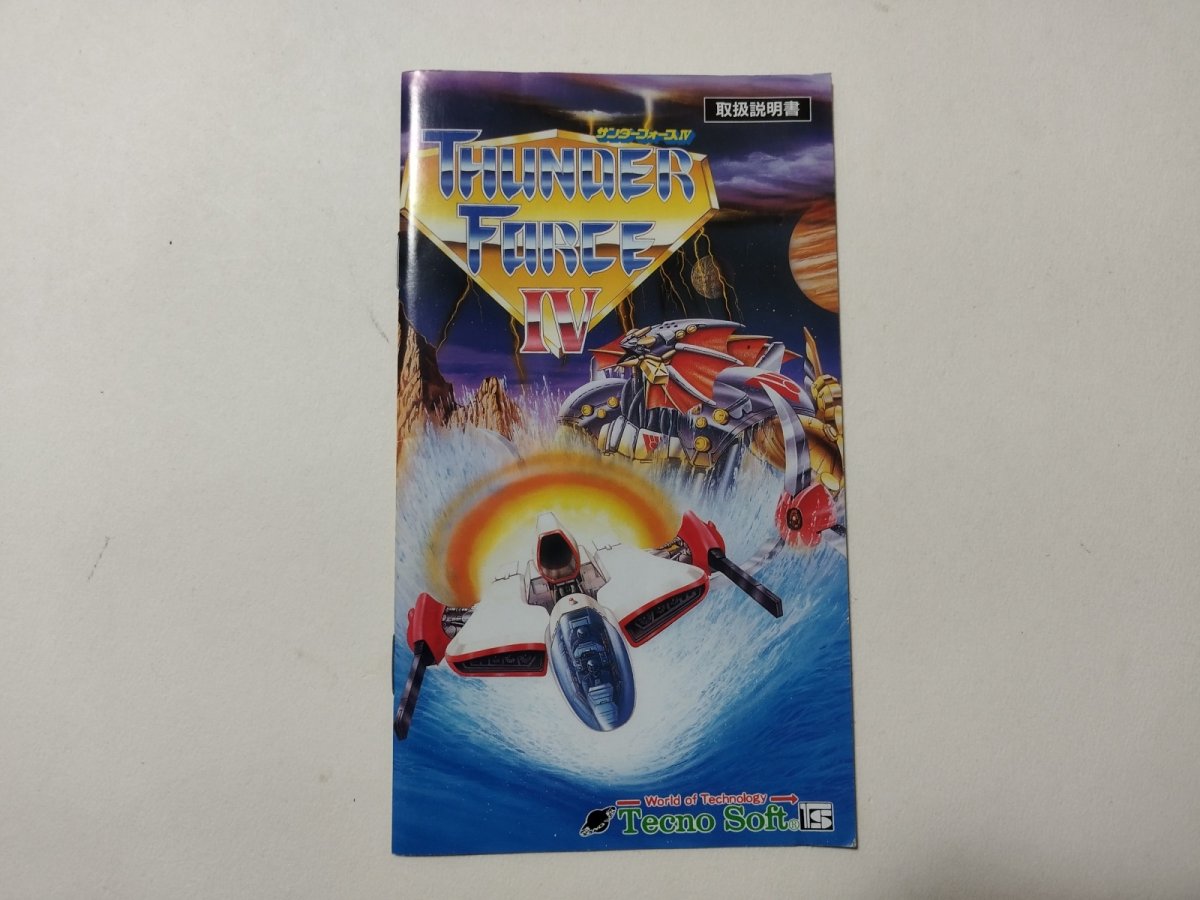 取扱説明書
サンダーフォースIV
THUNDER
FORCE
IV
World of Technology
Tecno Soft®
TS